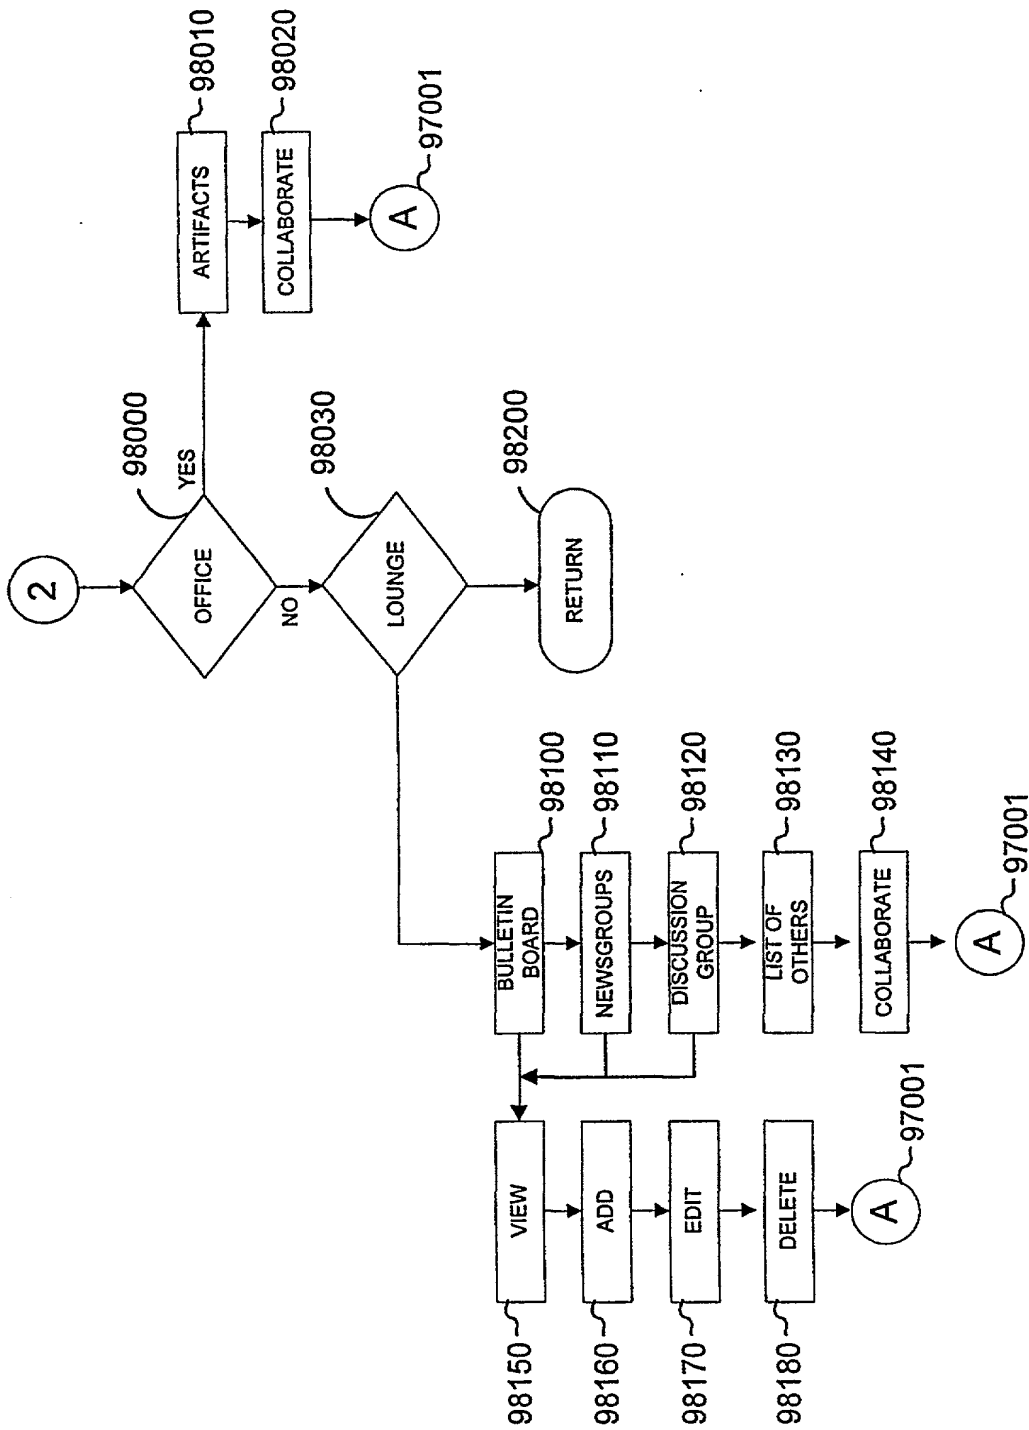 2
98000
OFFICE
YES
98010
ARTIFACTS
98020
COLLABORATE
A
97001
NO
98030
LOUNGE
98200
RETURN
BULLETIN
BOARD
98100
NEWSGROUPS
98110
DISCUSSION
GROUP
98120
LIST OF
OTHERS
98130
COLLABORATE
98140
A
97001
98150
VIEW
98160
ADD
98170
EDIT
98180
DELETE
A
97001